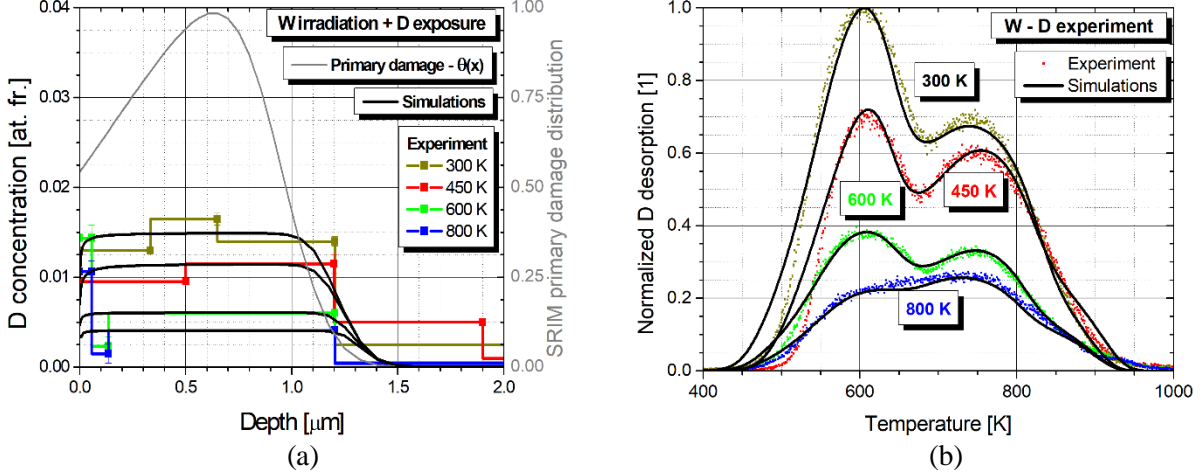 W irradiation + D exposure
Primary damage - θ(x)
Simulations
Experiment
300 K
450 K
600 K
800 K
D concentration [at. fr.]
0.04
0.03
0.02
0.01
0.00
SRIM primary damage distribution
1.00
0.75
0.50
0.25
0.00
0.0 0.5 1.0 1.5 2.0
Depth [μm]
(a)
W - D experiment
Experiment
Simulations
300 K
450 K
600 K
800 K
Normalized D desorption [1]
1.0
0.8
0.6
0.4
0.2
0.0
400 600 800 1000
Temperature [K]
(b)